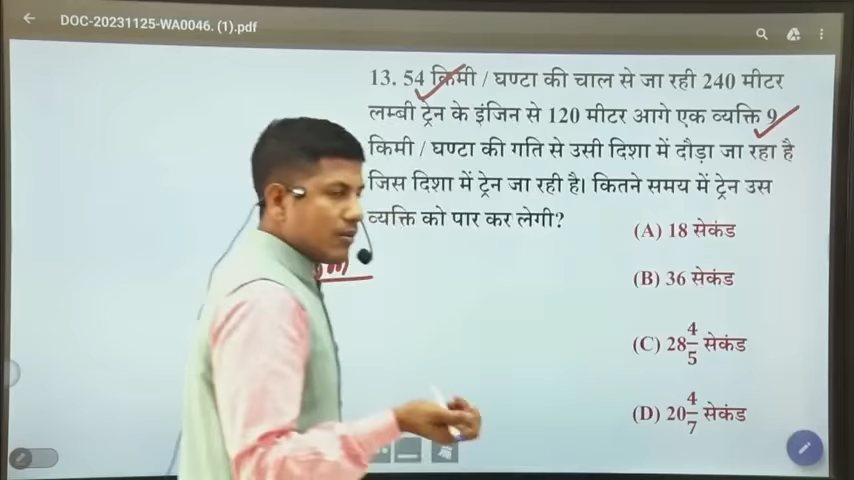 DOC-20231125-WA0046. (1).pdf
13. 54 किमी / घण्टा की चाल से जा रही 240 मीटर
लम्बी ट्रेन के इंजिन से 120 मीटर आगे एक व्यक्ति 9
किमी / घण्टा की गति से उसी दिशा में दौड़ा जा रहा है
जिस दिशा में ट्रेन जा रही है। कितने समय में ट्रेन उस
व्यक्ति को पार कर लेगी?
(A) 18 सेकंड
(B) 36 सेकंड
(C) 28 4/5 सेकंड
(D) 20 4/7 सेकंड